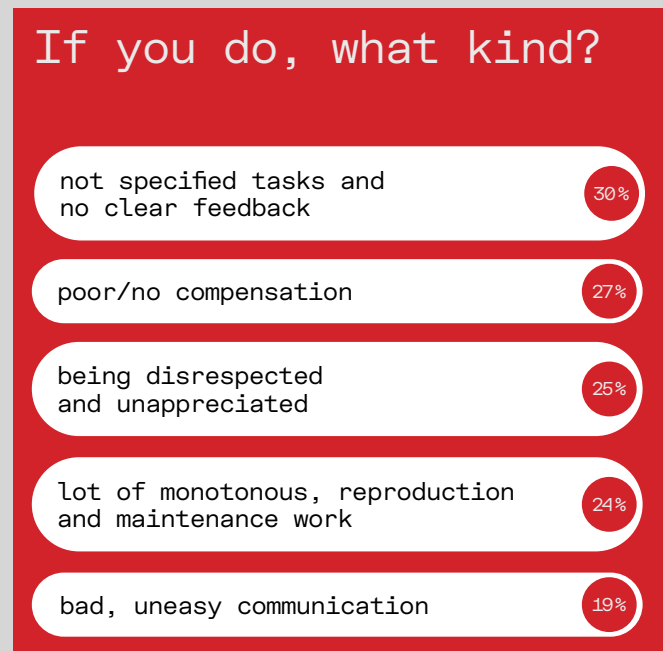 If you do, what kind?
not specified tasks and
no clear feedback
30%
poor/no compensation
27%
being disrespected
and unappreciated
25%
lot of monotonous, reproduction
and maintenance work
24%
bad, uneasy communication
19%